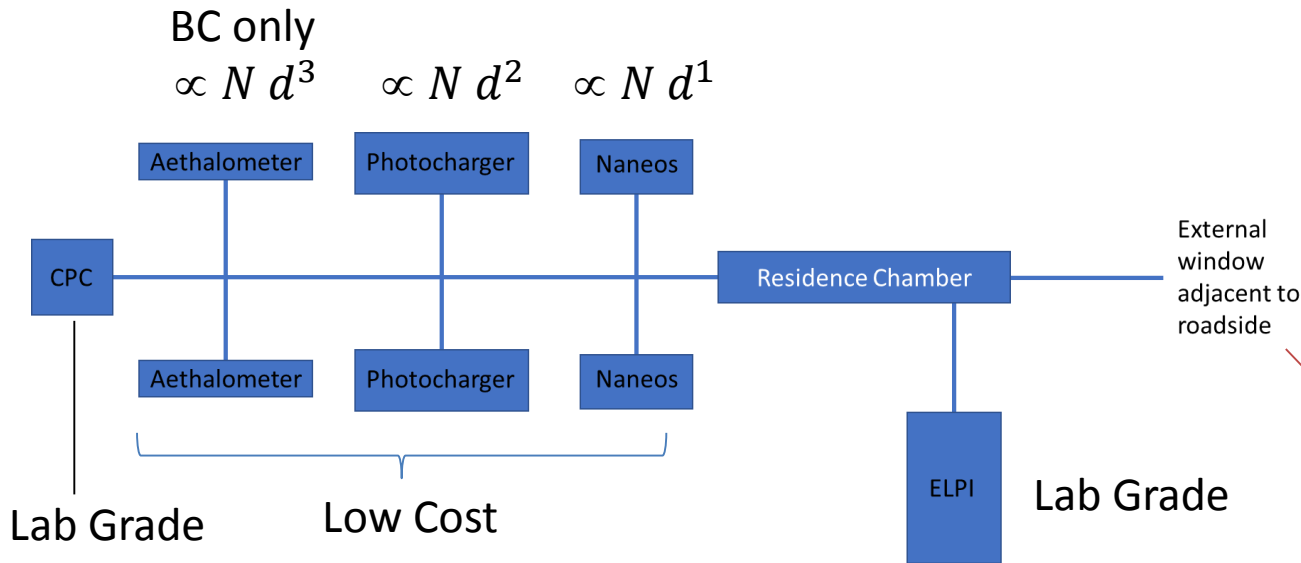 BC only
∝ N d³ ∝ N d² ∝ N d¹
Aethalometer Photocharger Naneos
CPC Residence Chamber
External
window
adjacent to
roadside
Aethalometer Photocharger Naneos
ELPI
Lab Grade Low Cost Lab Grade